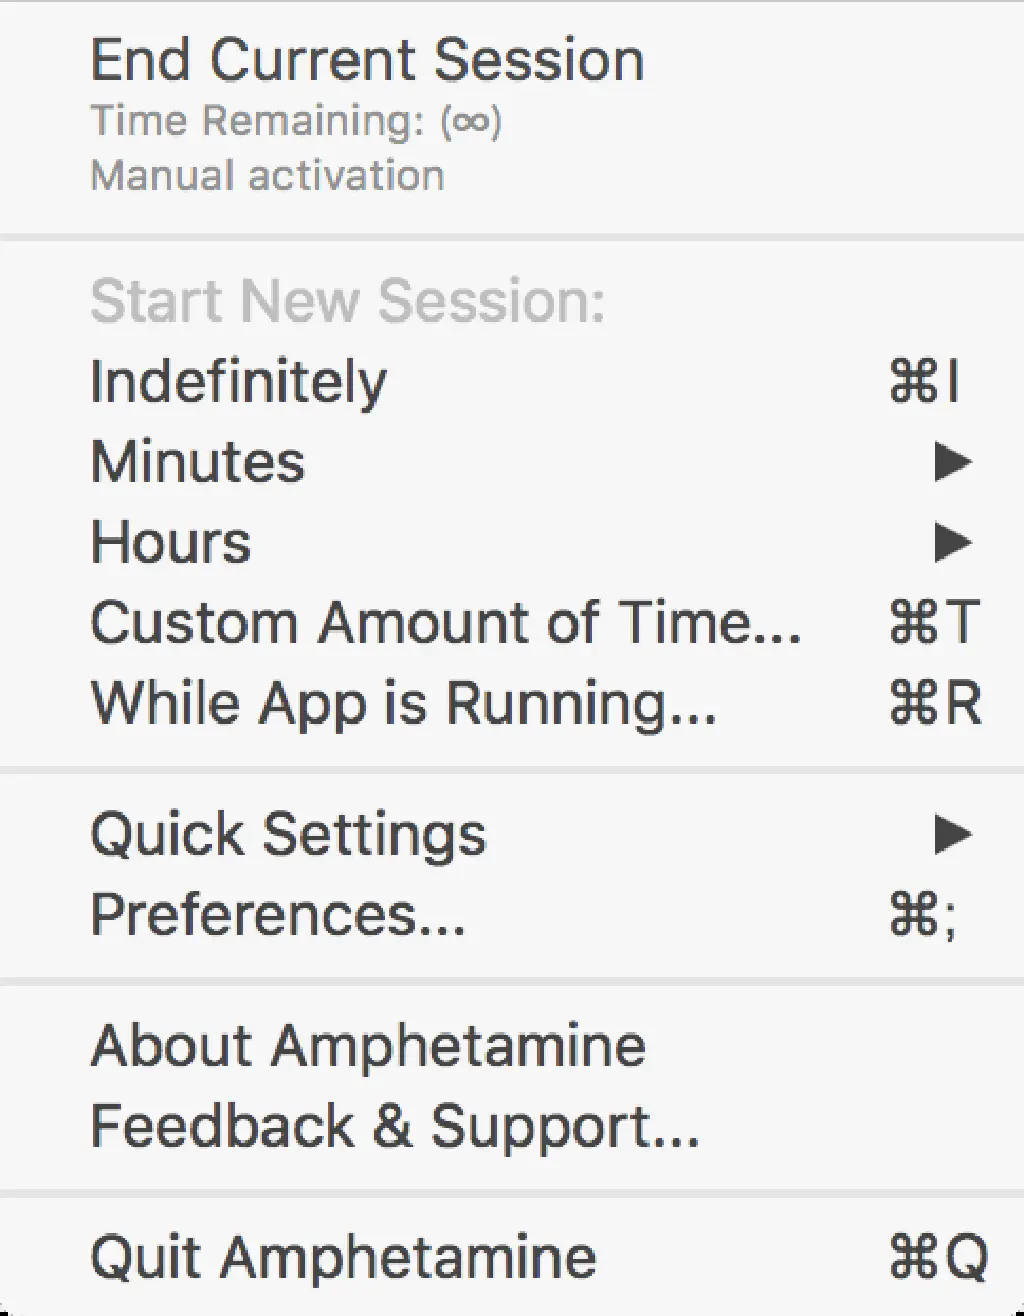 End Current Session
Time Remaining: (∞)
Manual activation
Start New Session:
Indefinitely ⌘I
Minutes ▶
Hours ▶
Custom Amount of Time... ⌘T
While App is Running... ⌘R
Quick Settings ▶
Preferences... ⌘;
About Amphetamine
Feedback & Support...
Quit Amphetamine ⌘Q